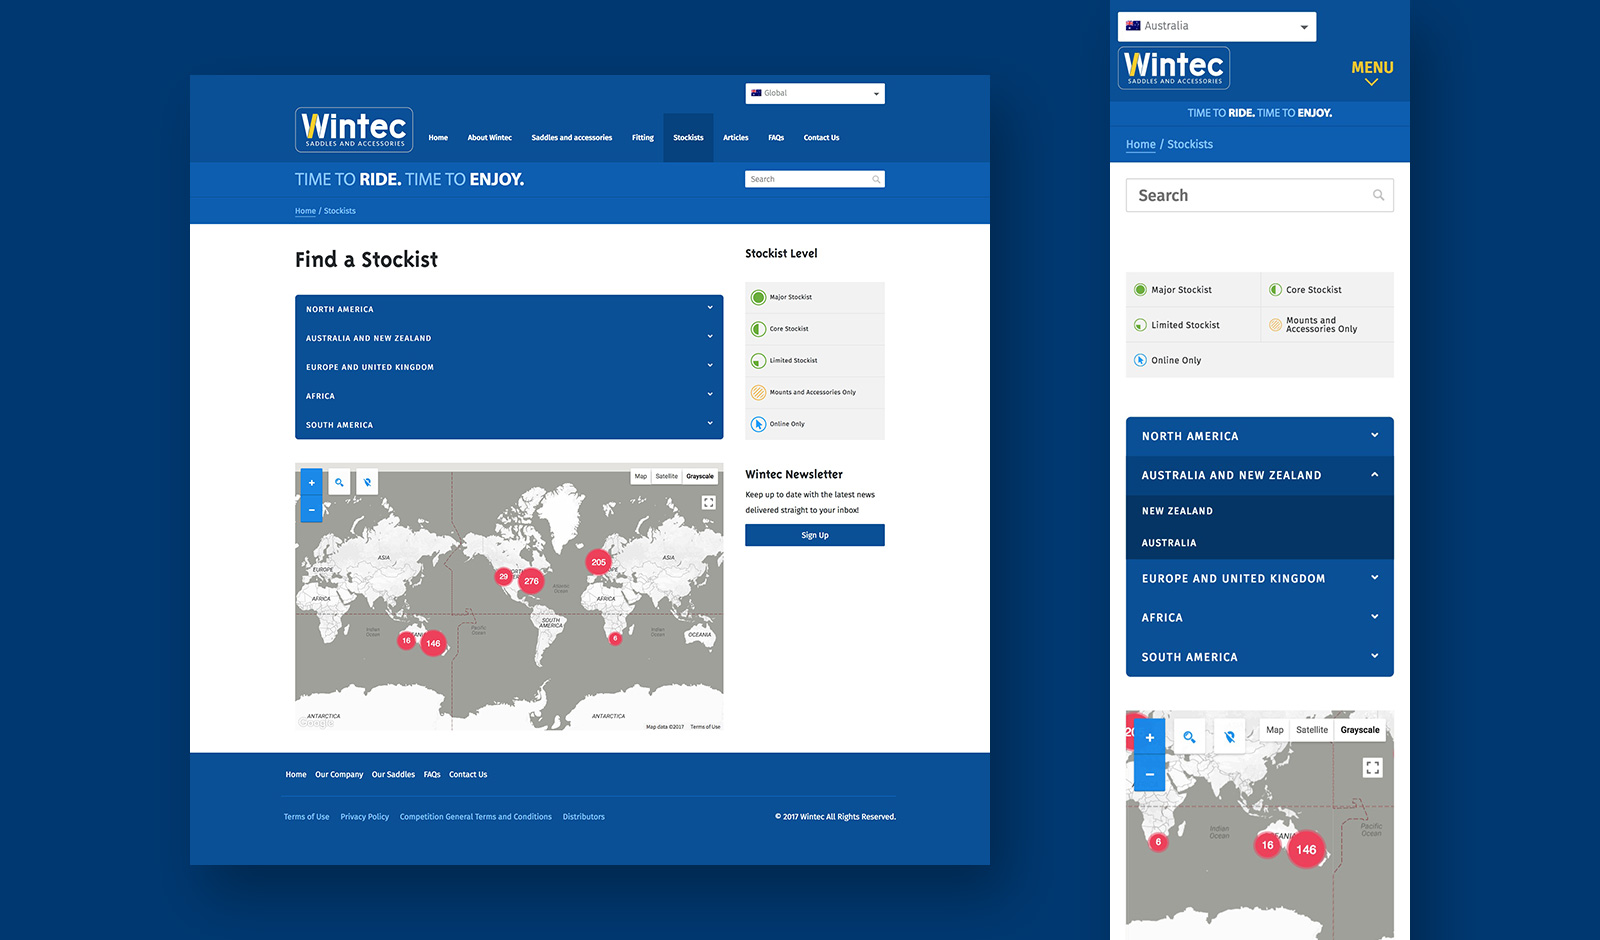 Global
Wintec
SADDLES AND ACCESSORIES
Home
About Wintec
Saddles and accessories
Fitting
Stockists
Articles
FAQs
Contact Us
TIME TO RIDE. TIME TO ENJOY.
Search
Home / Stockists
Find a Stockist
NORTH AMERICA
AUSTRALIA AND NEW ZEALAND
EUROPE AND UNITED KINGDOM
AFRICA
SOUTH AMERICA
Stockist Level
Major Stockist
Core Stockist
Limited Stockist
Mounts and Accessories Only
Online Only
+
−
Map
Satellite
Grayscale
ASIA
EUROPE
AFRICA
Indian
Ocean
16
146
Pacific
Ocean
29
276
205
Atlantic
Ocean
SOUTH
AMERICA
AFRICA
ASIA
6
Indian
Ocean
OCEANIA
ANTARCTICA
ANTARCTICA
Google
Map data ©2017
Terms of Use
Wintec Newsletter
Keep up to date with the latest news
delivered straight to your inbox!
Sign Up
Home
Our Company
Our Saddles
FAQs
Contact Us
Terms of Use
Privacy Policy
Competition General Terms and Conditions
Distributors
© 2017 Wintec All Rights Reserved.
Australia
Wintec
SADDLES AND ACCESSORIES
MENU
TIME TO RIDE. TIME TO ENJOY.
Home / Stockists
Search
Major Stockist
Core Stockist
Limited Stockist
Mounts and
Accessories Only
Online Only
NORTH AMERICA
AUSTRALIA AND NEW ZEALAND
NEW ZEALAND
AUSTRALIA
EUROPE AND UNITED KINGDOM
AFRICA
SOUTH AMERICA
+
−
Map
Satellite
Grayscale
Indian
Ocean
Pacific
Ocean
6
16
146